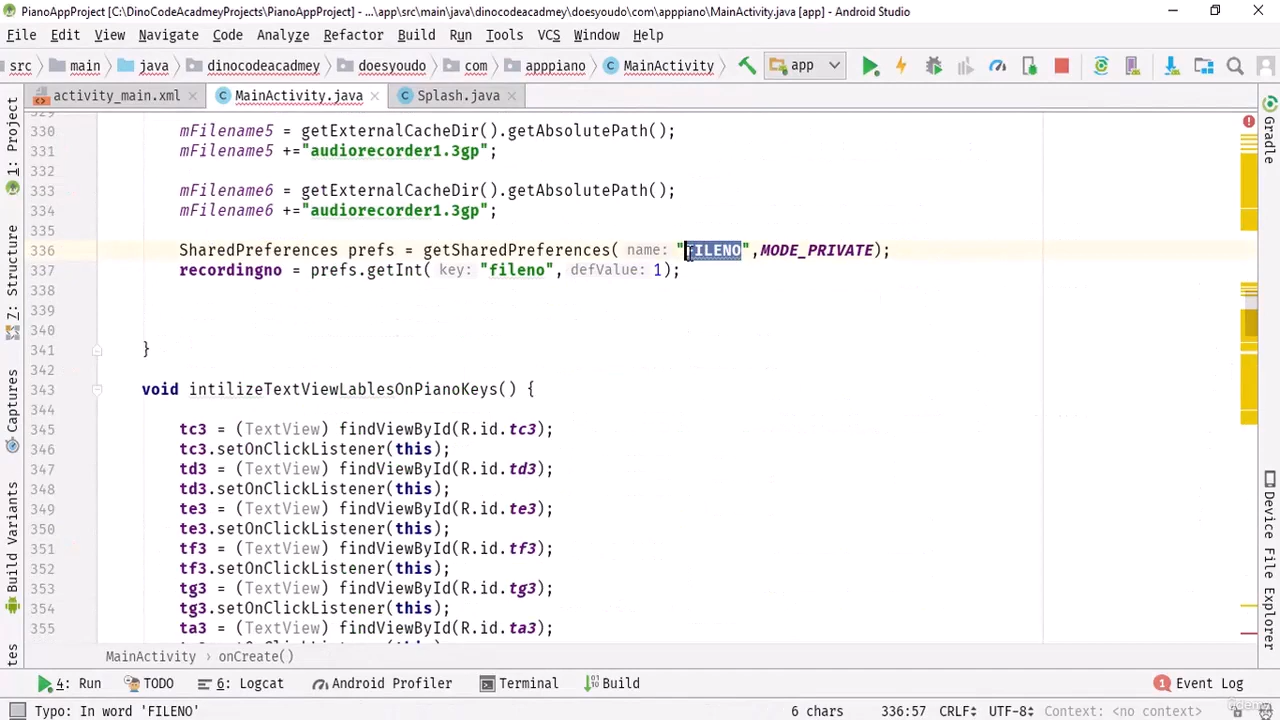 PianoAppProject [C:\DinoCodeAcadmeyProjects\PianoAppProject] - ...\app\src\main\java\dinocodeacadmey\doesyoudo\com\apppiano\MainActivity.java [app] - Android Studio
File Edit View Navigate Code Analyze Refactor Build Run Tools VCS Window Help
src main java dinocodeacadmey doesyoudo com apppiano MainActivity app
activity_main.xml MainActivity.java Splash.java
330 mFilename5 = getExternalCacheDir().getAbsolutePath();
331 mFilename5 +="audiorecorder1.3gp";
332
333 mFilename6 = getExternalCacheDir().getAbsolutePath();
334 mFilename6 +="audiorecorder1.3gp";
335
336 SharedPreferences prefs = getSharedPreferences( name: "FILENO",MODE_PRIVATE);
337 recordingno = prefs.getInt( key: "fileno", defValue: 1);
338
339
340
341 }
342
343 void intilizeTextViewLablesOnPianoKeys() {
344
345 tc3 = (TextView) findViewById(R.id.tc3);
346 tc3.setOnClickListener(this);
347 td3 = (TextView) findViewById(R.id.td3);
348 td3.setOnClickListener(this);
349 te3 = (TextView) findViewById(R.id.te3);
350 te3.setOnClickListener(this);
351 tf3 = (TextView) findViewById(R.id.tf3);
352 tf3.setOnClickListener(this);
353 tg3 = (TextView) findViewById(R.id.tg3);
354 tg3.setOnClickListener(this);
355 ta3 = (TextView) findViewById(R.id.ta3);
1: Project
Z: Structure
Captures
Build Variants
Gradle
Device File Explorer
MainActivity › onCreate()
4: Run TODO 6: Logcat Android Profiler Terminal Build 1 Event Log
Typo: In word 'FILENO' 6 chars 336:57 CRLF UTF-8 Context: <no context>